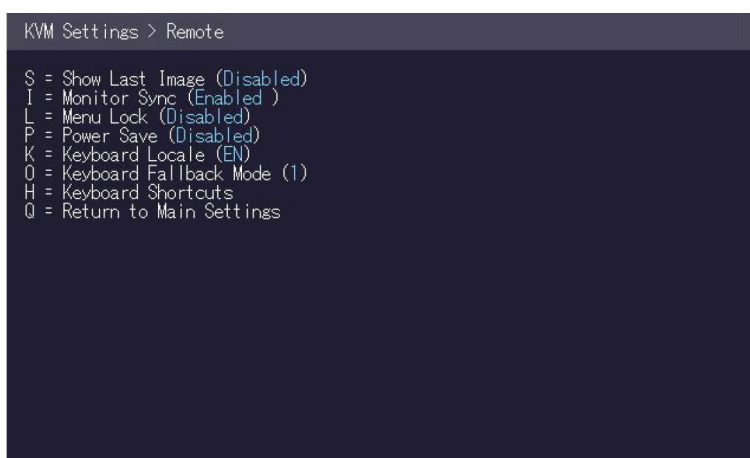 KVM Settings > Remote
S = Show Last Image (Disabled)
I = Monitor Sync (Enabled )
L = Menu Lock (Disabled)
P = Power Save (Disabled)
K = Keyboard Locale (EN)
O = Keyboard Fallback Mode (1)
H = Keyboard Shortcuts
Q = Return to Main Settings